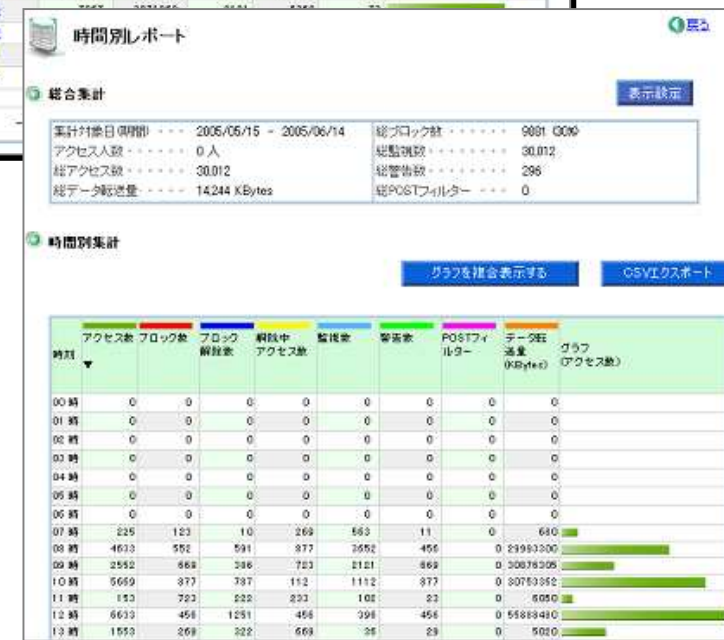 戻る
時間別レポート
総合集計
表示設定
集計対象日(期間) ・・・ 2005/05/15 - 2005/06/14
総ブロック数 ・・・・・・・ 9881
アクセス人数・・・・・・ 0 人
総監視数・・・・・・・・・ 30,012
総アクセス数・・・・・・ 30,012
総警告数・・・・・・・・・ 296
総データ転送量・・・・・ 14,244 KBytes
総POSTフィルター ・・・ 0
時間別集計
グラフを複合表示する
CSVエクスポート
時刻 アクセス数 ▼ ブロック数 ブロック解除数 解除中アクセス数 監視数 警告数 POSTフィルター データ転送量 (KBytes) グラフ (アクセス数)
00 時 0 0 0 0 0 0 0 0
01 時 0 0 0 0 0 0 0 0
02 時 0 0 0 0 0 0 0 0
03 時 0 0 0 0 0 0 0 0
04 時 0 0 0 0 0 0 0 0
05 時 0 0 0 0 0 0 0 0
06 時 0 0 0 0 0 0 0 0
07 時 225 123 10 269 563 11 0 680
08 時 4633 552 591 877 3652 456 0 29993300
09 時 2552 669 386 723 2121 669 0 30876305
10 時 5669 877 787 112 1112 877 0 30753352
11 時 153 723 222 233 102 23 0 6050
12 時 6633 456 1251 456 396 456 0 55888480
13 時 1553 269 322 669 36 29 0 5020